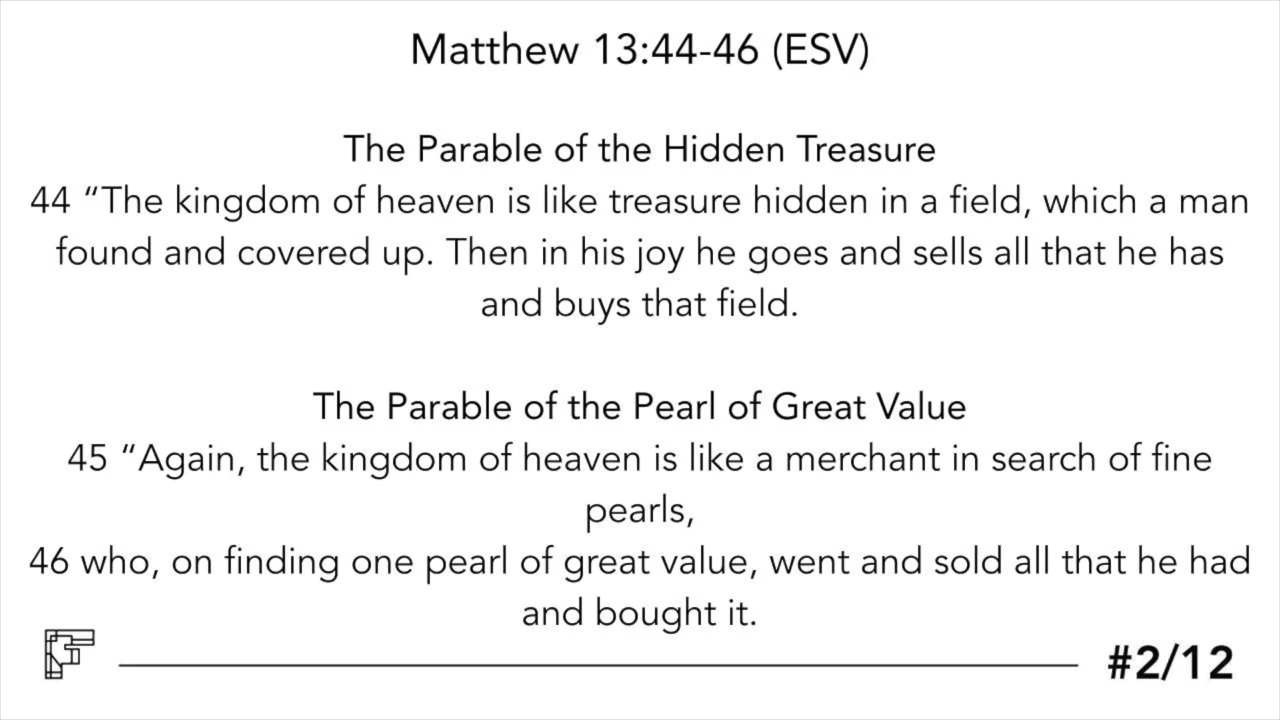 Matthew 13:44-46 (ESV)
The Parable of the Hidden Treasure
44 “The kingdom of heaven is like treasure hidden in a field, which a man
found and covered up. Then in his joy he goes and sells all that he has
and buys that field.
The Parable of the Pearl of Great Value
45 “Again, the kingdom of heaven is like a merchant in search of fine
pearls,
46 who, on finding one pearl of great value, went and sold all that he had
and bought it.
#2/12